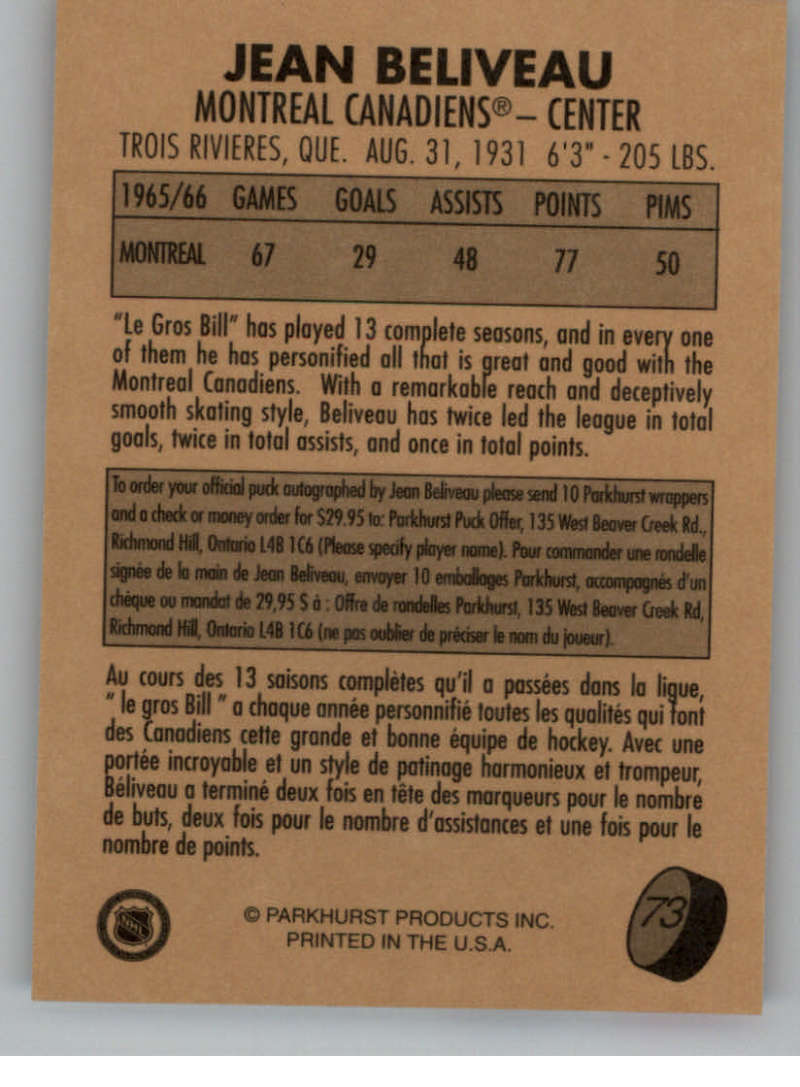 JEAN BELIVEAU
MONTREAL CANADIENS® – CENTER
TROIS RIVIERES, QUE. AUG. 31, 1931 6'3" - 205 LBS.
1965/66 GAMES GOALS ASSISTS POINTS PIMS
MONTREAL 67 29 48 77 50
"Le Gros Bill" has played 13 complete seasons, and in every one
of them he has personified all that is great and good with the
Montreal Canadiens. With a remarkable reach and deceptively
smooth skating style, Beliveau has twice led the league in total
goals, twice in total assists, and once in total points.
To order your official puck autographed by Jean Beliveau please send 10 Parkhurst wrappers
and a check or money order for $29.95 to: Parkhurst Puck Offer, 135 West Beaver Creek Rd.,
Richmond Hill, Ontario L4B 1C6 (Please specify player name). Pour commander une rondelle
signée de la main de Jean Beliveau, envoyer 10 emballages Parkhurst, accompagnés d'un
chèque ou mandat de 29,95 $ à : Offre de rondelles Parkhurst, 135 West Beaver Creek Rd,
Richmond Hill, Ontario L4B 1C6 (ne pas oublier de préciser le nom du joueur).
Au cours des 13 saisons complètes qu'il a passées dans la ligue,
" le gros Bill " a chaque année personnifié toutes les qualités qui font
des Canadiens cette grande et bonne équipe de hockey. Avec une
portée incroyable et un style de patinage harmonieux et trompeur,
Béliveau a terminé deux fois en tête des marqueurs pour le nombre
de buts, deux fois pour le nombre d'assistances et une fois pour le
nombre de points.
NHL
© PARKHURST PRODUCTS INC.
PRINTED IN THE U.S.A.
73